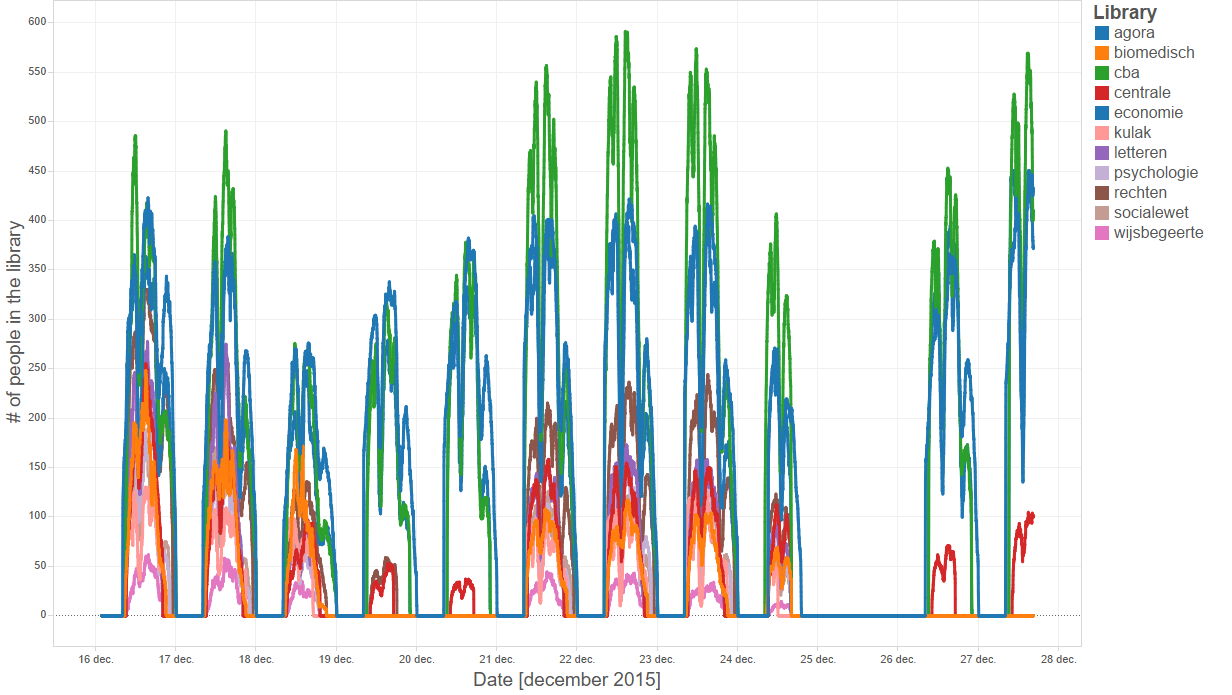 Library
agora
biomedisch
cba
centrale
economie
kulak
letteren
psychologie
rechten
socialewet
wijsbegeerte
# of people in the library
600
550
500
450
400
350
300
250
200
150
100
50
0
16 dec. 17 dec. 18 dec. 19 dec. 20 dec. 21 dec. 22 dec. 23 dec. 24 dec. 25 dec. 26 dec. 27 dec. 28 dec.
Date [december 2015]